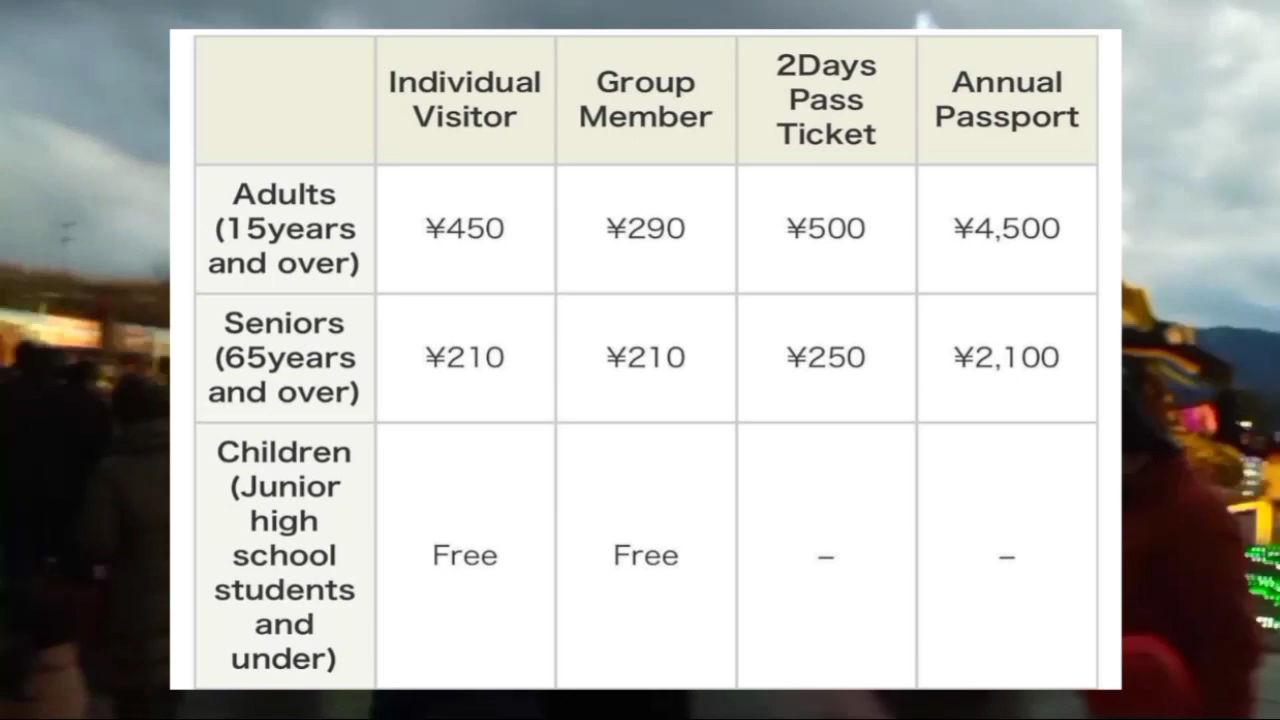 Individual Visitor
Group Member
2Days Pass Ticket
Annual Passport
Adults (15years and over)
¥450
¥290
¥500
¥4,500
Seniors (65years and over)
¥210
¥210
¥250
¥2,100
Children (Junior high school students and under)
Free
Free
–
–